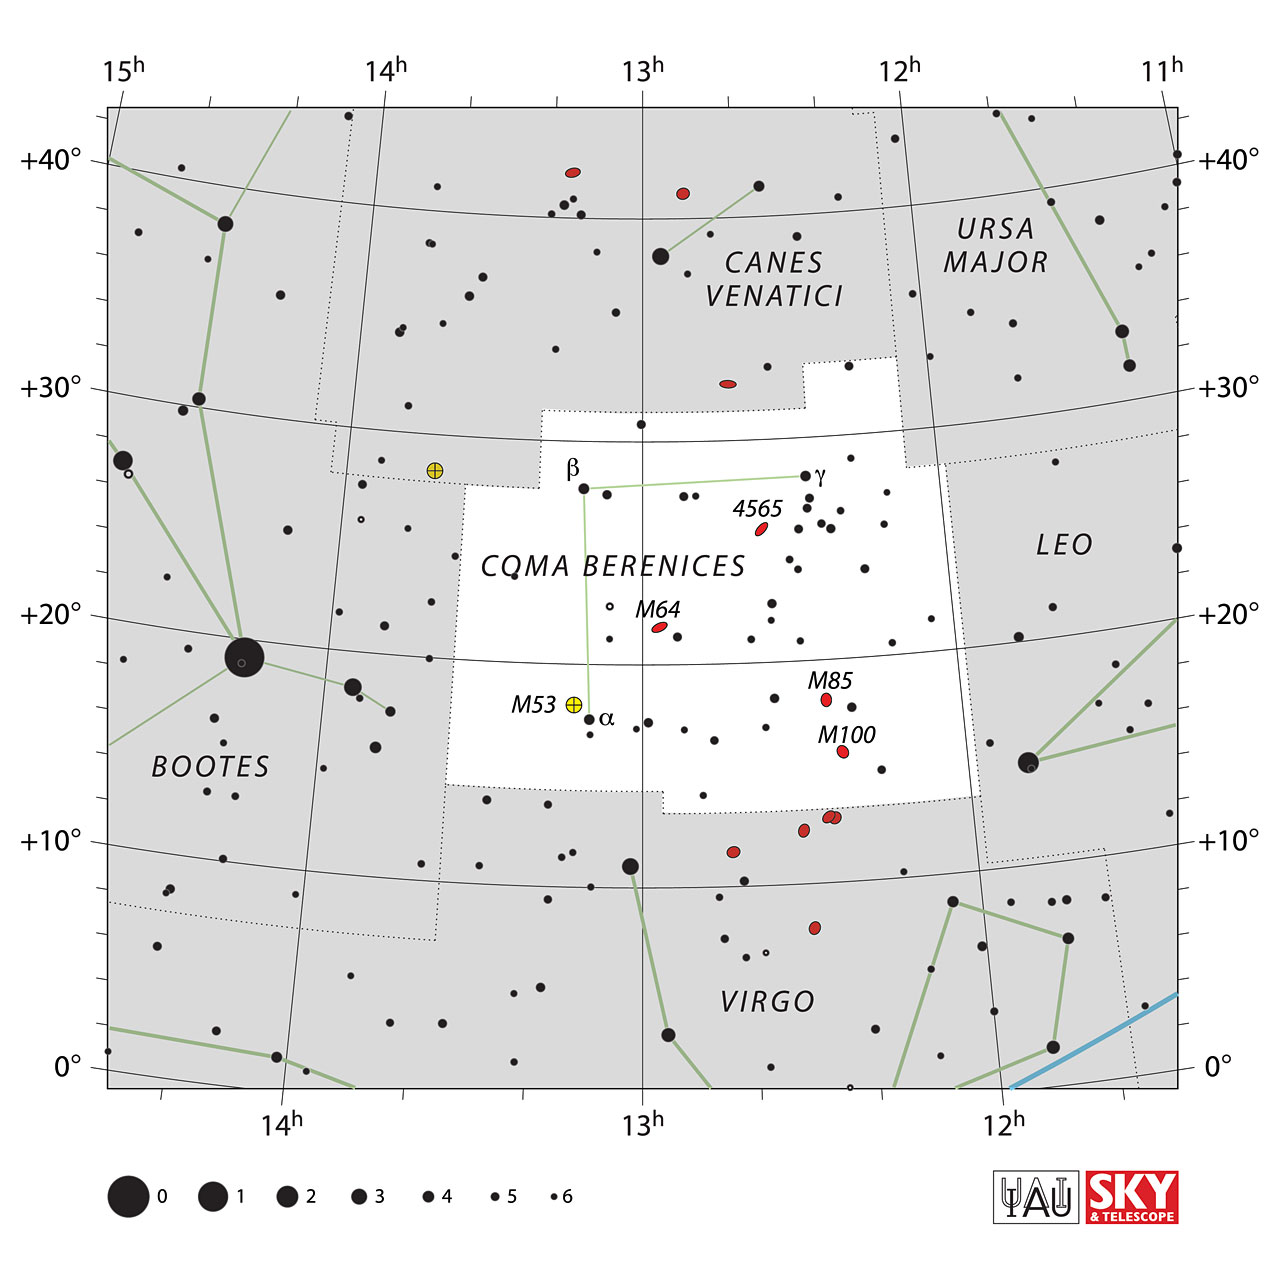 15h 14h 13h 12h 11h
+40° +40°
URSA
MAJOR
CANES
VENATICI
+30° +30°
β γ
4565
LEO
COMA BERENICES
M64
+20° +20°
M85
M53 α
M100
BOOTES
+10° +10°
VIRGO
0° 0°
14h 13h 12h
0 1 2 3 4 5 6
IAU
SKY
& TELESCOPE